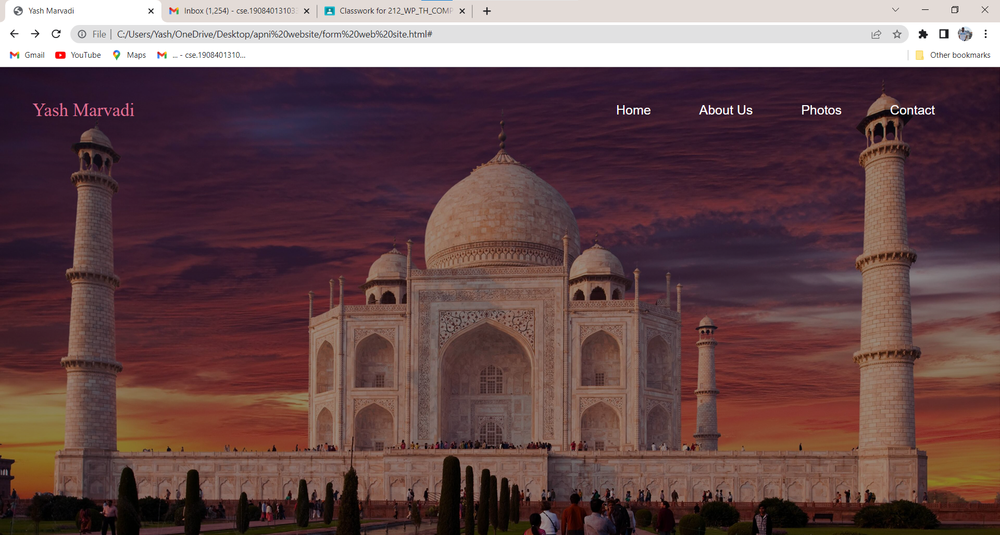 Yash Marvadi
Inbox (1,254) - cse.19084013103
Classwork for 212_WP_TH_COMP
File
C:/Users/Yash/OneDrive/Desktop/apni%20website/form%20web%20site.html#
Gmail
YouTube
Maps
... - cse.1908401310...
Other bookmarks
Yash Marvadi
Home
About Us
Photos
Contact